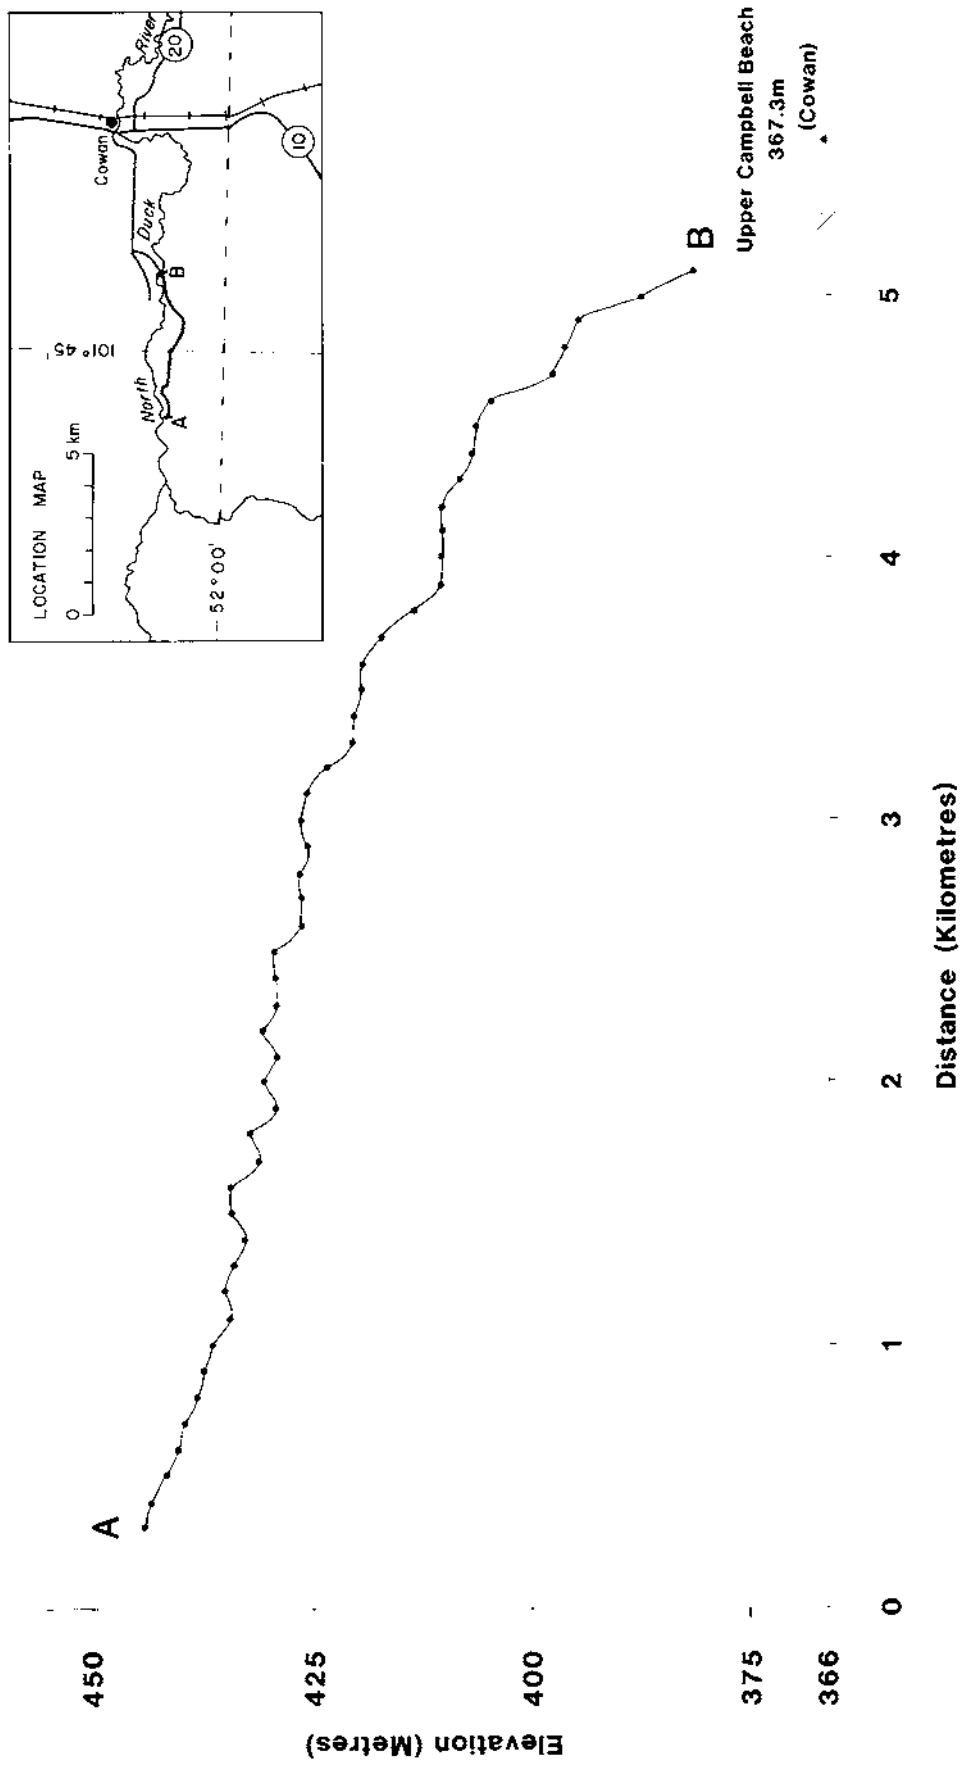 LOCATION MAP
0 5 km
101° 45'
52° 00'
North
Duck
River
Cowan
20
10
A
B
A
B
Upper Campbell Beach
367.3m
(Cowan)
Elevation (Metres)
450
425
400
375
366
0 1 2 3 4 5
Distance (Kilometres)